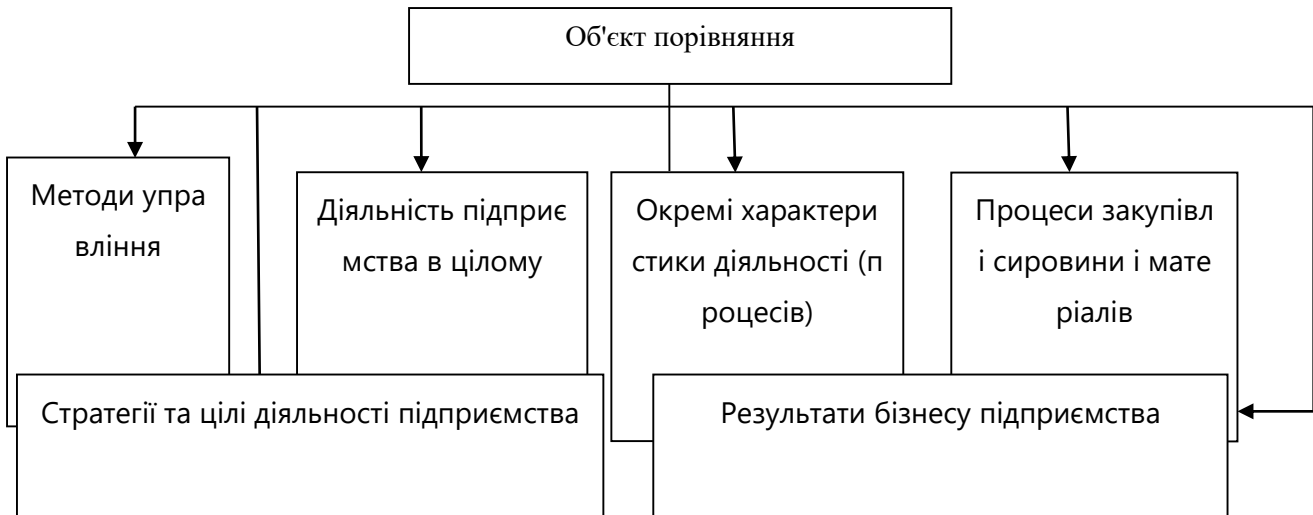 Об'єкт порівняння
Методи упра
вління
Діяльність підприє
мства в цілому
Окремі характери
стики діяльності (п
роцесів)
Процеси закупівл
і сировини і мате
ріалів
Стратегії та цілі діяльності підприємства
Результати бізнесу підприємства